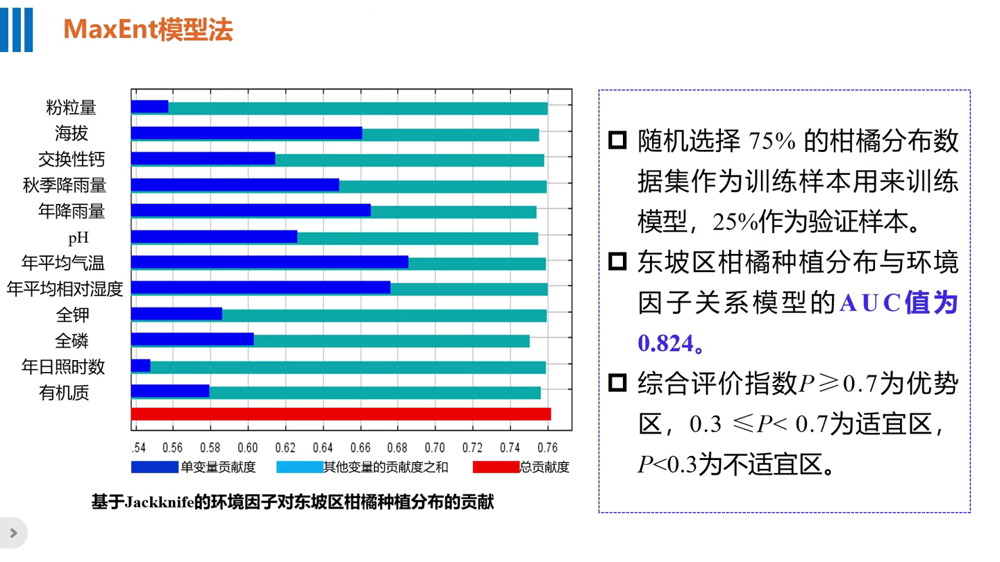 MaxEnt模型法
粉粒量
海拔
交换性钙
秋季降雨量
年降雨量
pH
年平均气温
年平均相对湿度
全钾
全磷
年日照时数
有机质
.54 0.56 0.58 0.60 0.62 0.64 0.66 0.68 0.70 0.72 0.74 0.76
单变量贡献度 其他变量的贡献度之和 总贡献度
基于Jackknife的环境因子对东坡区柑橘种植分布的贡献
随机选择 75% 的柑橘分布数
据集作为训练样本用来训练
模型，25%作为验证样本。
东坡区柑橘种植分布与环境
因子关系模型的AUC值为
0.824。
综合评价指数P≥0.7为优势
区，0.3 ≤P< 0.7为适宜区，
P<0.3为不适宜区。